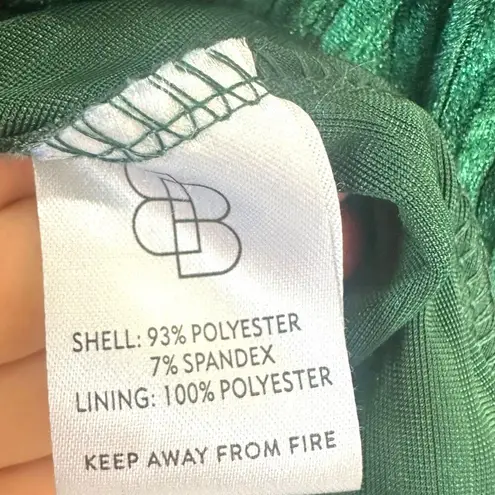 SHELL: 93% POLYESTER
7% SPANDEX
LINING: 100% POLYESTER
KEEP AWAY FROM FIRE